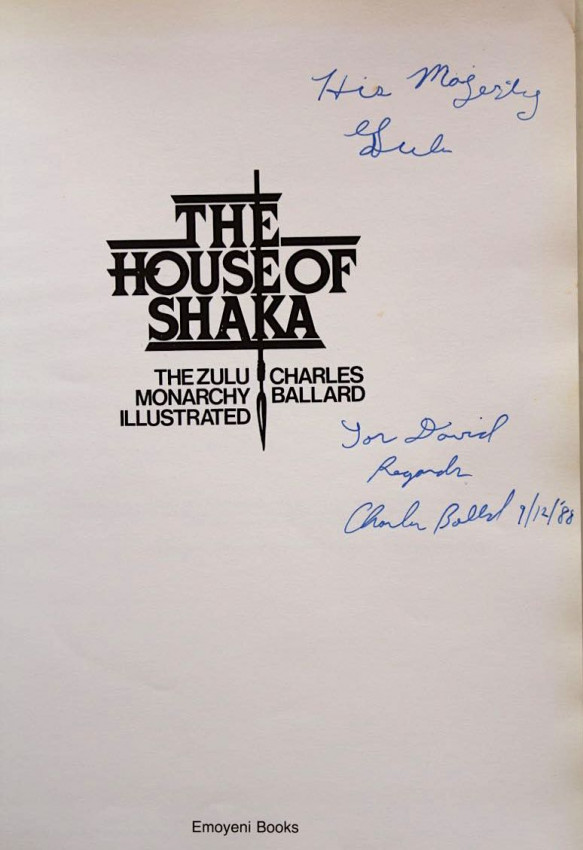 His Majesty
THE
HOUSE OF
SHAKA
THE ZULU
MONARCHY
ILLUSTRATED
CHARLES
BALLARD
For David
Regards
Charles Ballard 9/12/'88
Emoyeni Books